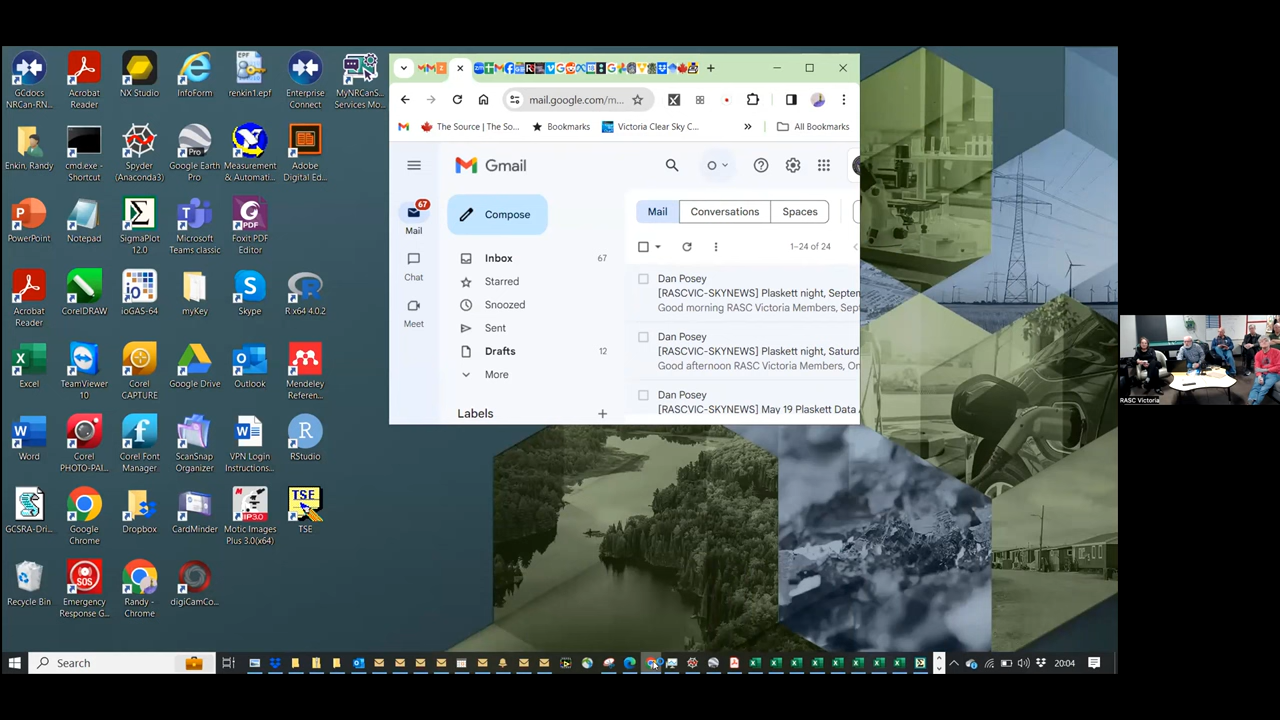 GCdocs
NRCan-RN...
Acrobat
Reader
NX Studio
InfoForm
renkin1.epf
Enterprise
Connect
MyNRCanS...
Services Mo...
Enkin, Randy
cmd.exe -
Shortcut
Spyder
(Anaconda3)
Google Earth
Pro
Measurement
& Automati...
Adobe
Digital Ed...
PowerPoint
Notepad
SigmaPlot
12.0
Microsoft
Teams classic
Foxit PDF
Editor
Acrobat
Reader
CorelDRAW
ioGAS-64
myKey
Skype
R x64 4.0.2
Excel
TeamViewer
10
Corel
CAPTURE
Google Drive
Outlook
Mendeley
Referen...
Word
Corel
PHOTO-PAI...
Corel Font
Manager
ScanSnap
Organizer
VPN Login
Instructions...
RStudio
GCSRA-Dri...
Google
Chrome
Dropbox
CardMinder
Motic Images
Plus 3.0(x64)
TSE
Recycle Bin
Emergency
Response G...
Randy -
Chrome
digiCamCo...
mail.google.com/m...
The Source | The So...
Bookmarks
Victoria Clear Sky C...
All Bookmarks
Gmail
67
Mail
Chat
Meet
Compose
Inbox 67
Starred
Snoozed
Sent
Drafts 12
More
Labels
Mail Conversations Spaces
1–24 of 24
Dan Posey
[RASCVIC-SKYNEWS] Plaskett night, Septem
Good morning RASC Victoria Members, Sep
Dan Posey
[RASCVIC-SKYNEWS] Plaskett night, Saturd
Good afternoon RASC Victoria Members, On
Dan Posey
[RASCVIC-SKYNEWS] May 19 Plaskett Data
RASC Victoria
Search
20:04